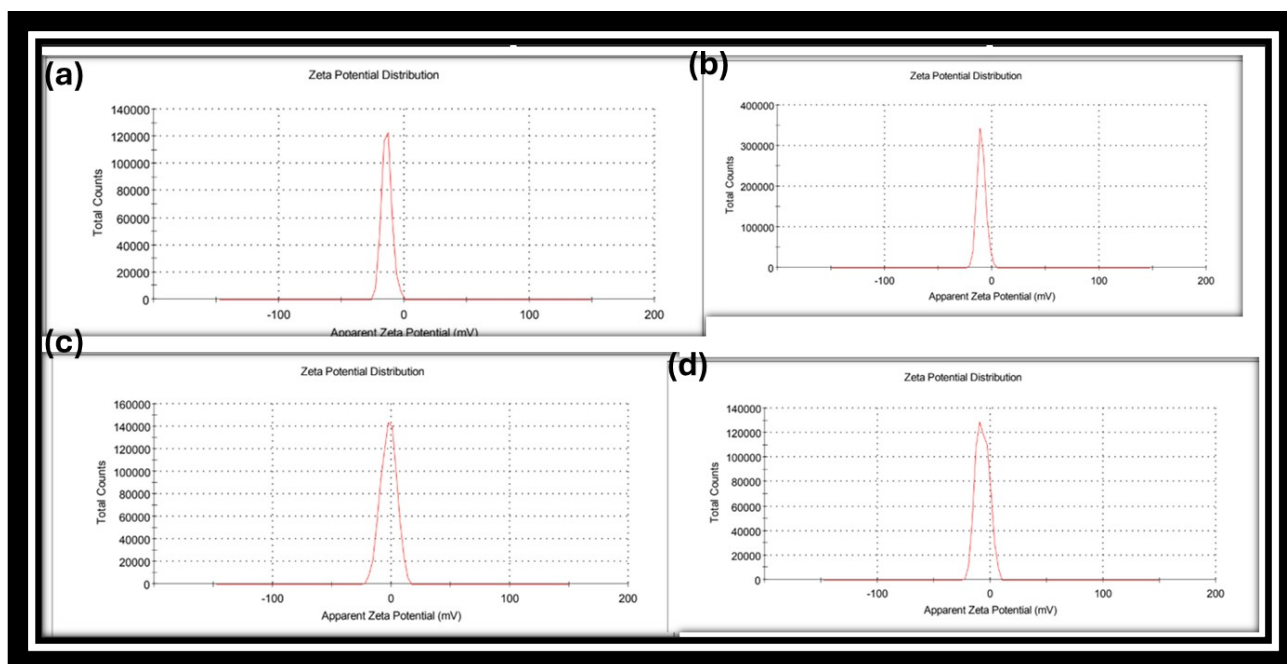 (a)
Zeta Potential Distribution
140000
120000
100000
80000
60000
40000
20000
0
Total Counts
-100 0 100 200
Apparent Zeta Potential (mV)
(b)
Zeta Potential Distribution
400000
300000
200000
100000
0
Total Counts
-100 0 100 200
Apparent Zeta Potential (mV)
(c)
Zeta Potential Distribution
160000
140000
120000
100000
80000
60000
40000
20000
0
Total Counts
-100 0 100 200
Apparent Zeta Potential (mV)
(d)
Zeta Potential Distribution
140000
120000
100000
80000
60000
40000
20000
0
Total Counts
-100 0 100 200
Apparent Zeta Potential (mV)